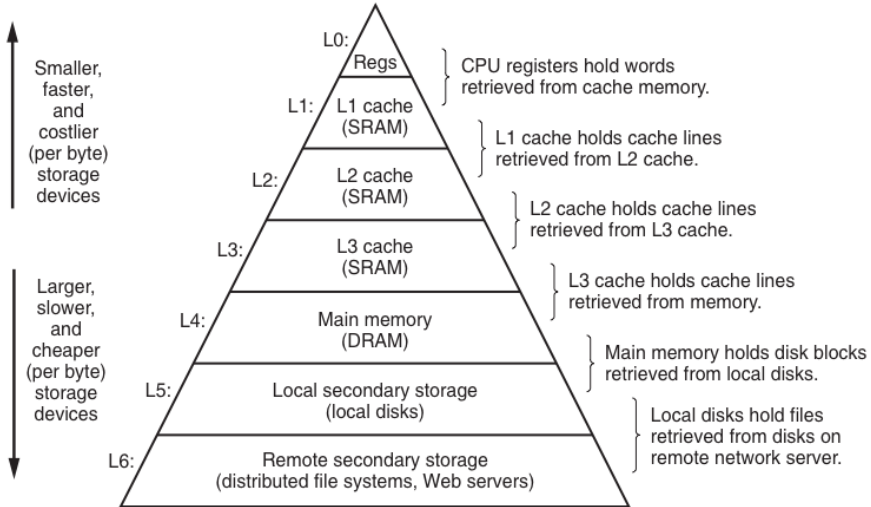 L0:
Regs
CPU registers hold words
retrieved from cache memory.
Smaller,
faster,
and
costlier
(per byte)
storage
devices
L1:
L1 cache
(SRAM)
L1 cache holds cache lines
retrieved from L2 cache.
L2:
L2 cache
(SRAM)
L2 cache holds cache lines
retrieved from L3 cache.
L3:
L3 cache
(SRAM)
L3 cache holds cache lines
retrieved from memory.
Larger,
slower,
and
cheaper
(per byte)
storage
devices
L4:
Main memory
(DRAM)
Main memory holds disk blocks
retrieved from local disks.
L5:
Local secondary storage
(local disks)
Local disks hold files
retrieved from disks on
remote network server.
L6:
Remote secondary storage
(distributed file systems, Web servers)